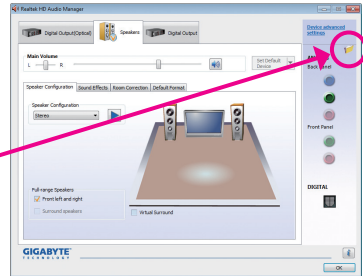 Realtek HD Audio Manager
Digital Output(Optical)
Speakers
Digital Output
Device advanced
settings
Main Volume
L
R
Set Default
Device
Speaker Configuration
Sound Effects
Room Correction
Default Format
Back Panel
Speaker Configuration
Stereo
Front Panel
Full-range Speakers
Front left and right
Surround speakers
Virtual Surround
DIGITAL
GIGABYTE
TECHNOLOGY
OK